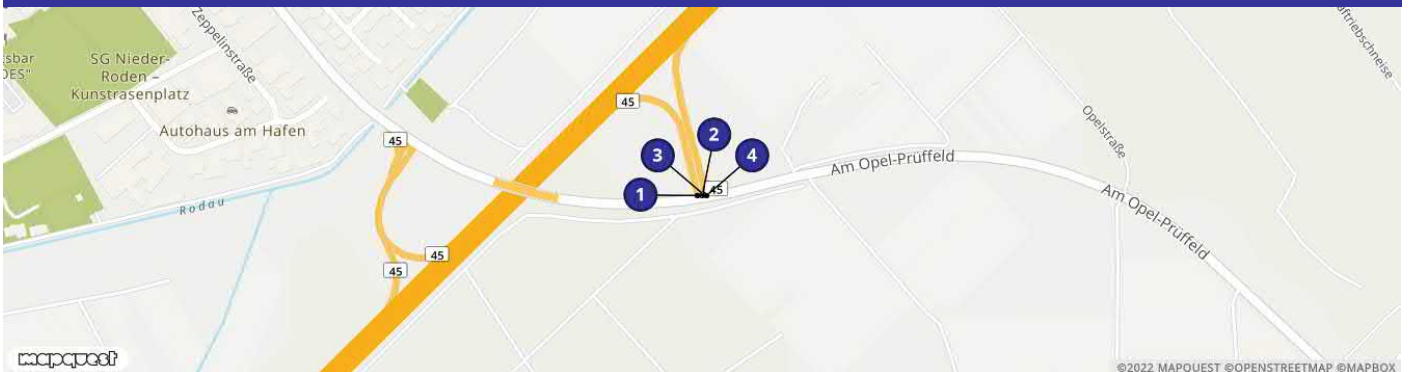 Zeppelinstraße
SG Nieder-
Roden –
Kunstrasenplatz
Autohaus am Hafen
Rodau
45
45
45
45
45
1
2
3
4
Am Opel-Prüffeld
Am Opel-Prüffeld
Opelstraße
mapquest
©2022 MAPQUEST ©OPENSTREETMAP ©MAPBOX